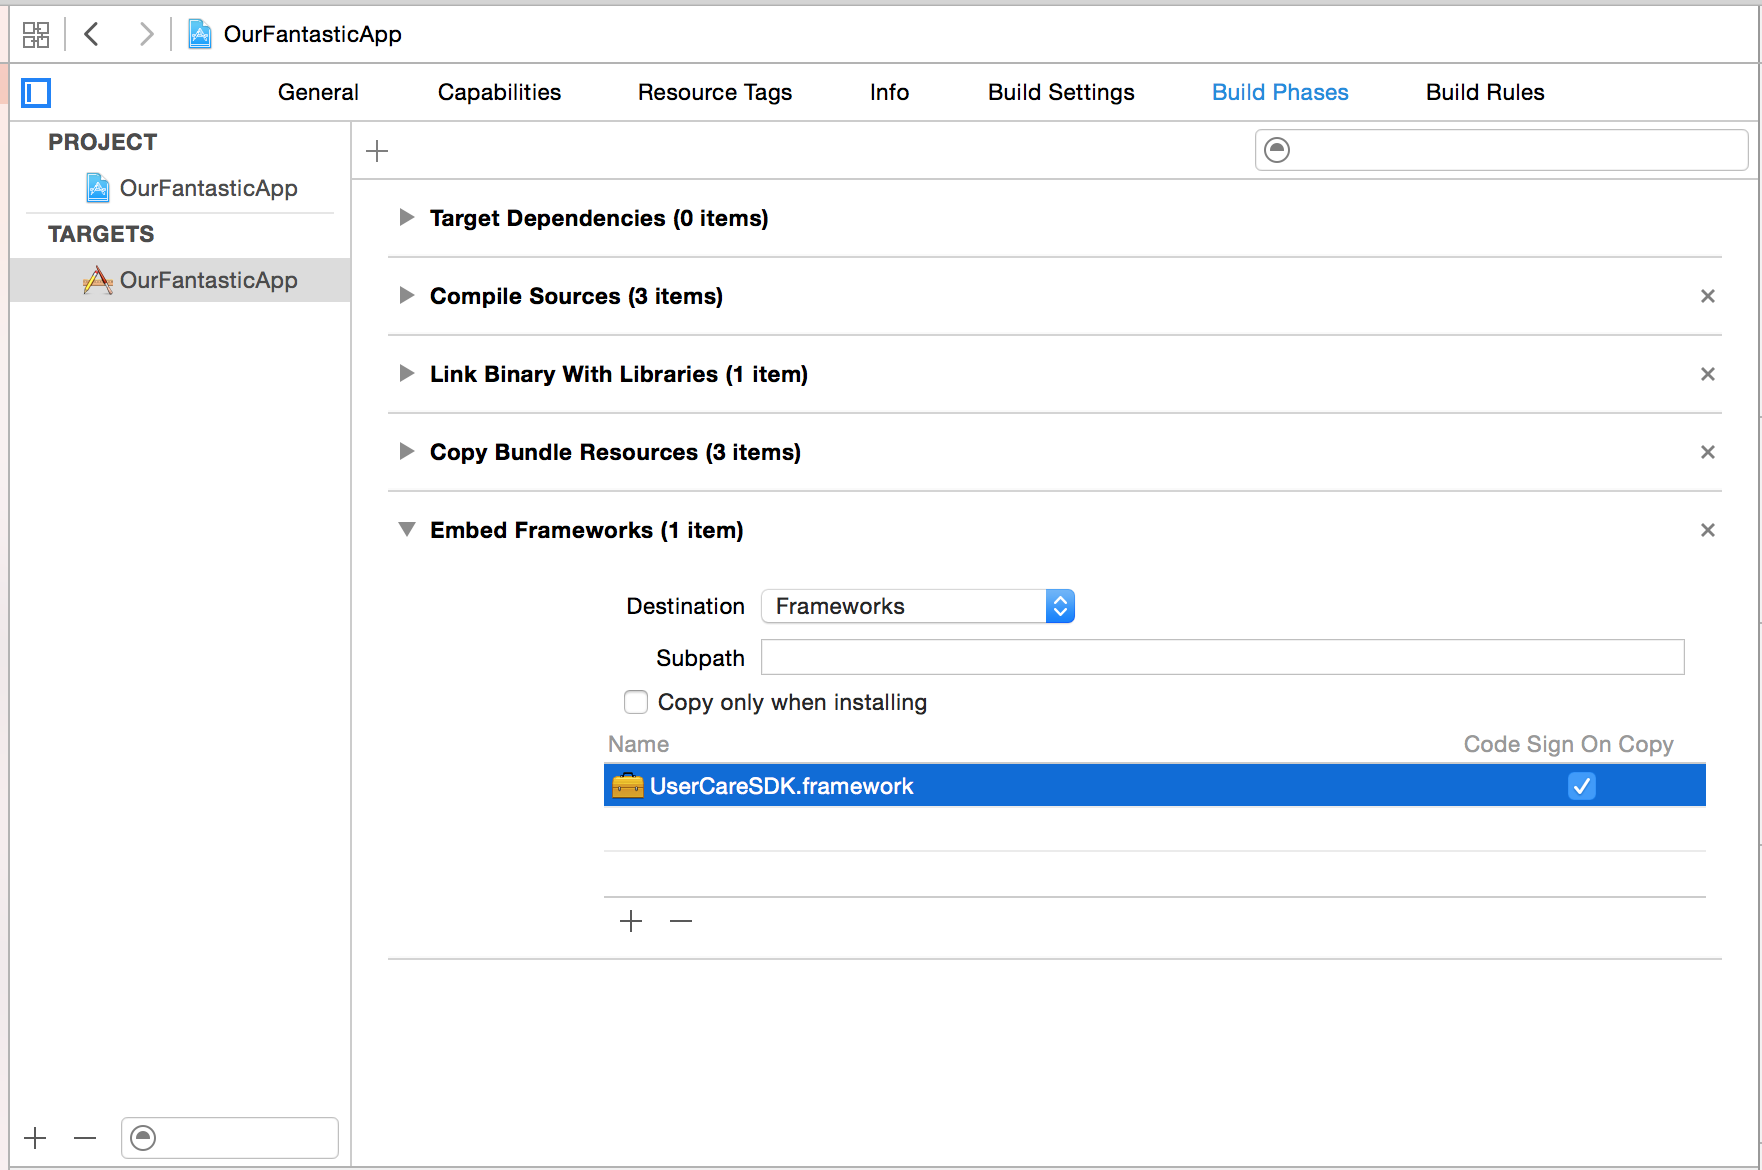 OurFantasticApp
General Capabilities Resource Tags Info Build Settings Build Phases Build Rules
PROJECT
OurFantasticApp
TARGETS
OurFantasticApp
Target Dependencies (0 items)
Compile Sources (3 items)
Link Binary With Libraries (1 item)
Copy Bundle Resources (3 items)
Embed Frameworks (1 item)
Destination Frameworks
Subpath
Copy only when installing
Name Code Sign On Copy
UserCareSDK.framework